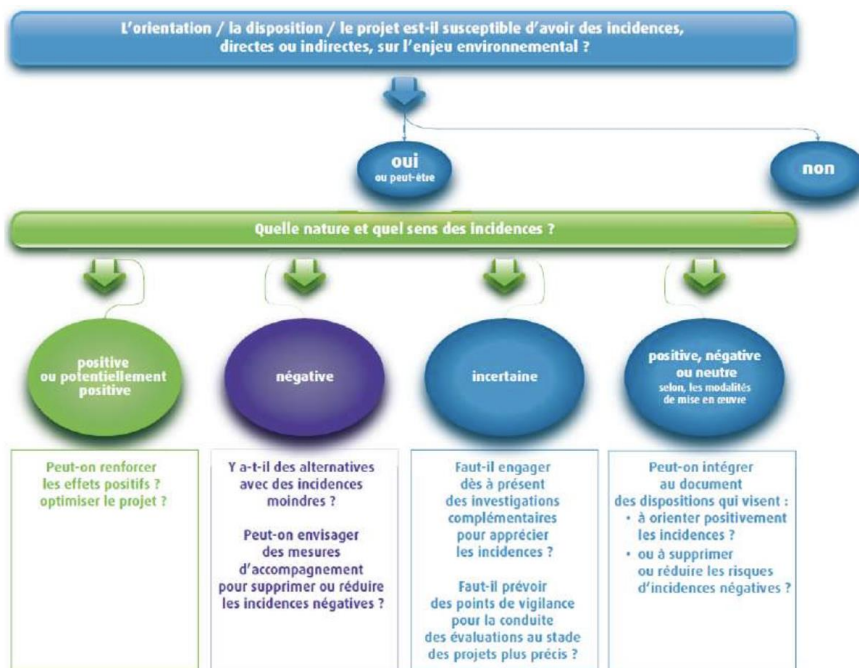 L'orientation / la disposition / le projet est-il susceptible d'avoir des incidences,
directes ou indirectes, sur l'enjeu environnemental ?
oui
ou peut-être
non
Quelle nature et quel sens des incidences ?
positive
ou potentiellement
positive
négative
incertaine
positive, négative
ou neutre
selon, les modalités
de mise en œuvre
Peut-on renforcer
les effets positifs ?
optimiser le projet ?
Y a-t-il des alternatives
avec des incidences
moindres ?
Peut-on envisager
des mesures
d'accompagnement
pour supprimer ou réduire
les incidences négatives ?
Faut-il engager
dès à présent
des investigations
complémentaires
pour apprécier
les incidences ?
Faut-il prévoir
des points de vigilance
pour la conduite
des évaluations au stade
des projets plus précis ?
Peut-on intégrer
au document
des dispositions qui visent :
• à orienter positivement
les incidences ?
• ou à supprimer
ou réduire les risques
d'incidences négatives ?